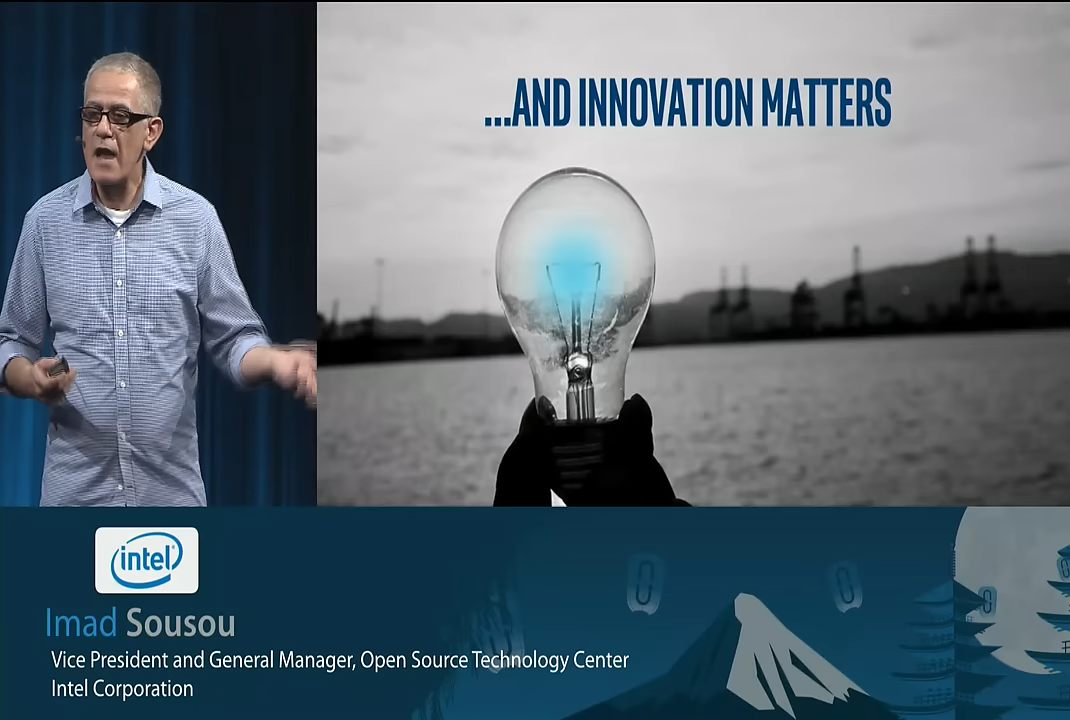 ...AND INNOVATION MATTERS
intel
Imad Sousou
Vice President and General Manager, Open Source Technology Center
Intel Corporation